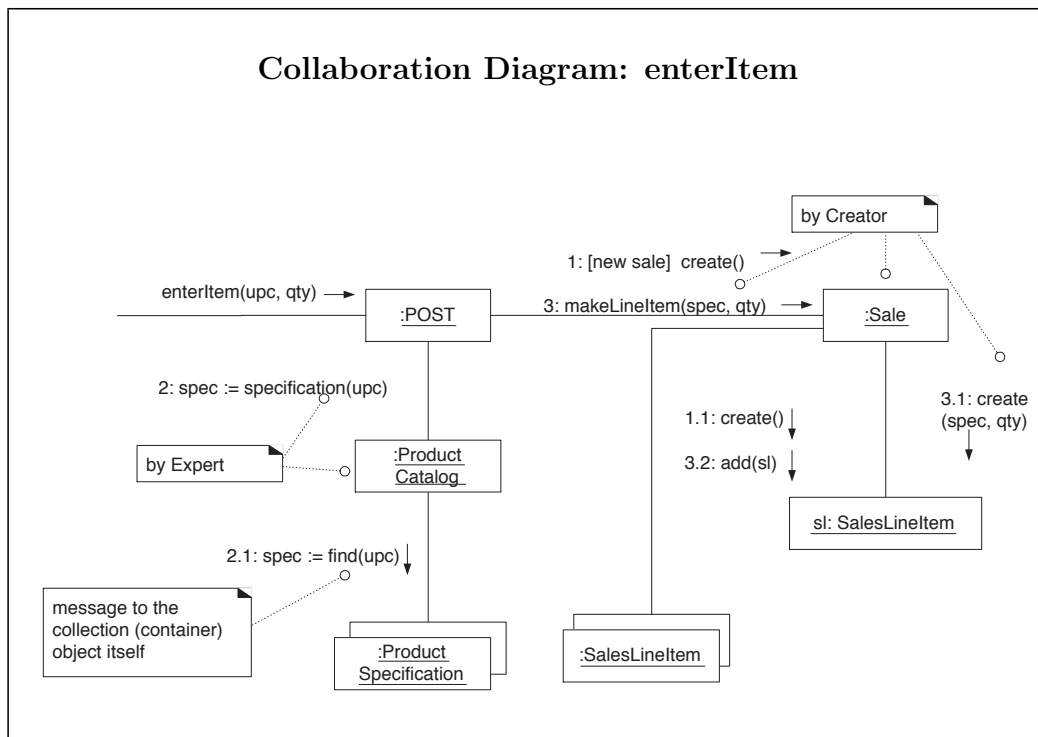 Collaboration Diagram: enterItem
by Creator
1: [new sale] create()
enterItem(upc, qty)
:POST
3: makeLineItem(spec, qty)
:Sale
2: spec := specification(upc)
3.1: create
(spec, qty)
1.1: create()
by Expert
:Product
Catalog
3.2: add(sl)
sl: SalesLineItem
2.1: spec := find(upc)
message to the
collection (container)
object itself
:Product
Specification
:SalesLineItem